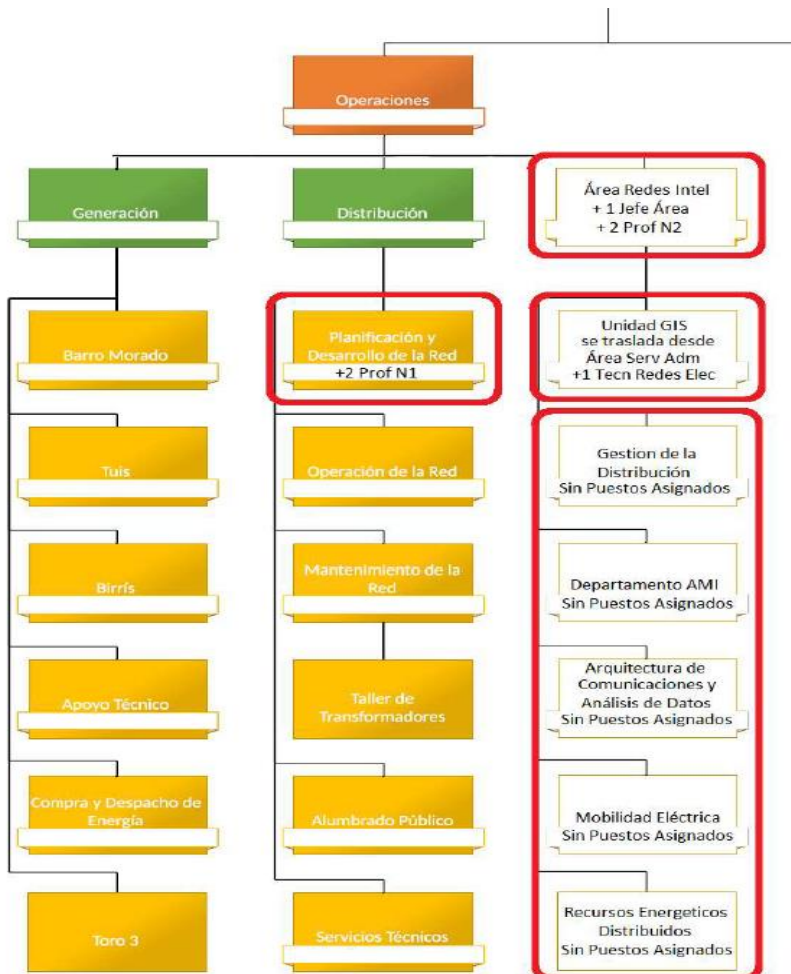 Operaciones
Generación
Distribución
Área Redes Intel
+ 1 Jefe Área
+ 2 Prof N2
Barro Morado
Planificación y
Desarrollo de la Red
+2 Prof N1
Unidad GIS
se traslada desde
Área Serv Adm
+1 Tecn Redes Elec
Tuis
Operación de la Red
Gestion de la
Distribución
Sin Puestos Asignados
Birrís
Mantenimiento de la
Red
Departamento AMI
Sin Puestos Asignados
Apoyo Técnico
Taller de
Transformadores
Arquitectura de
Comunicaciones y
Análisis de Datos
Sin Puestos Asignados
Compra y Despacho de
Energía
Alumbrado Público
Mobilidad Eléctrica
Sin Puestos Asignados
Toro 3
Servicios Técnicos
Recursos Energeticos
Distribuidos
Sin Puestos Asignados